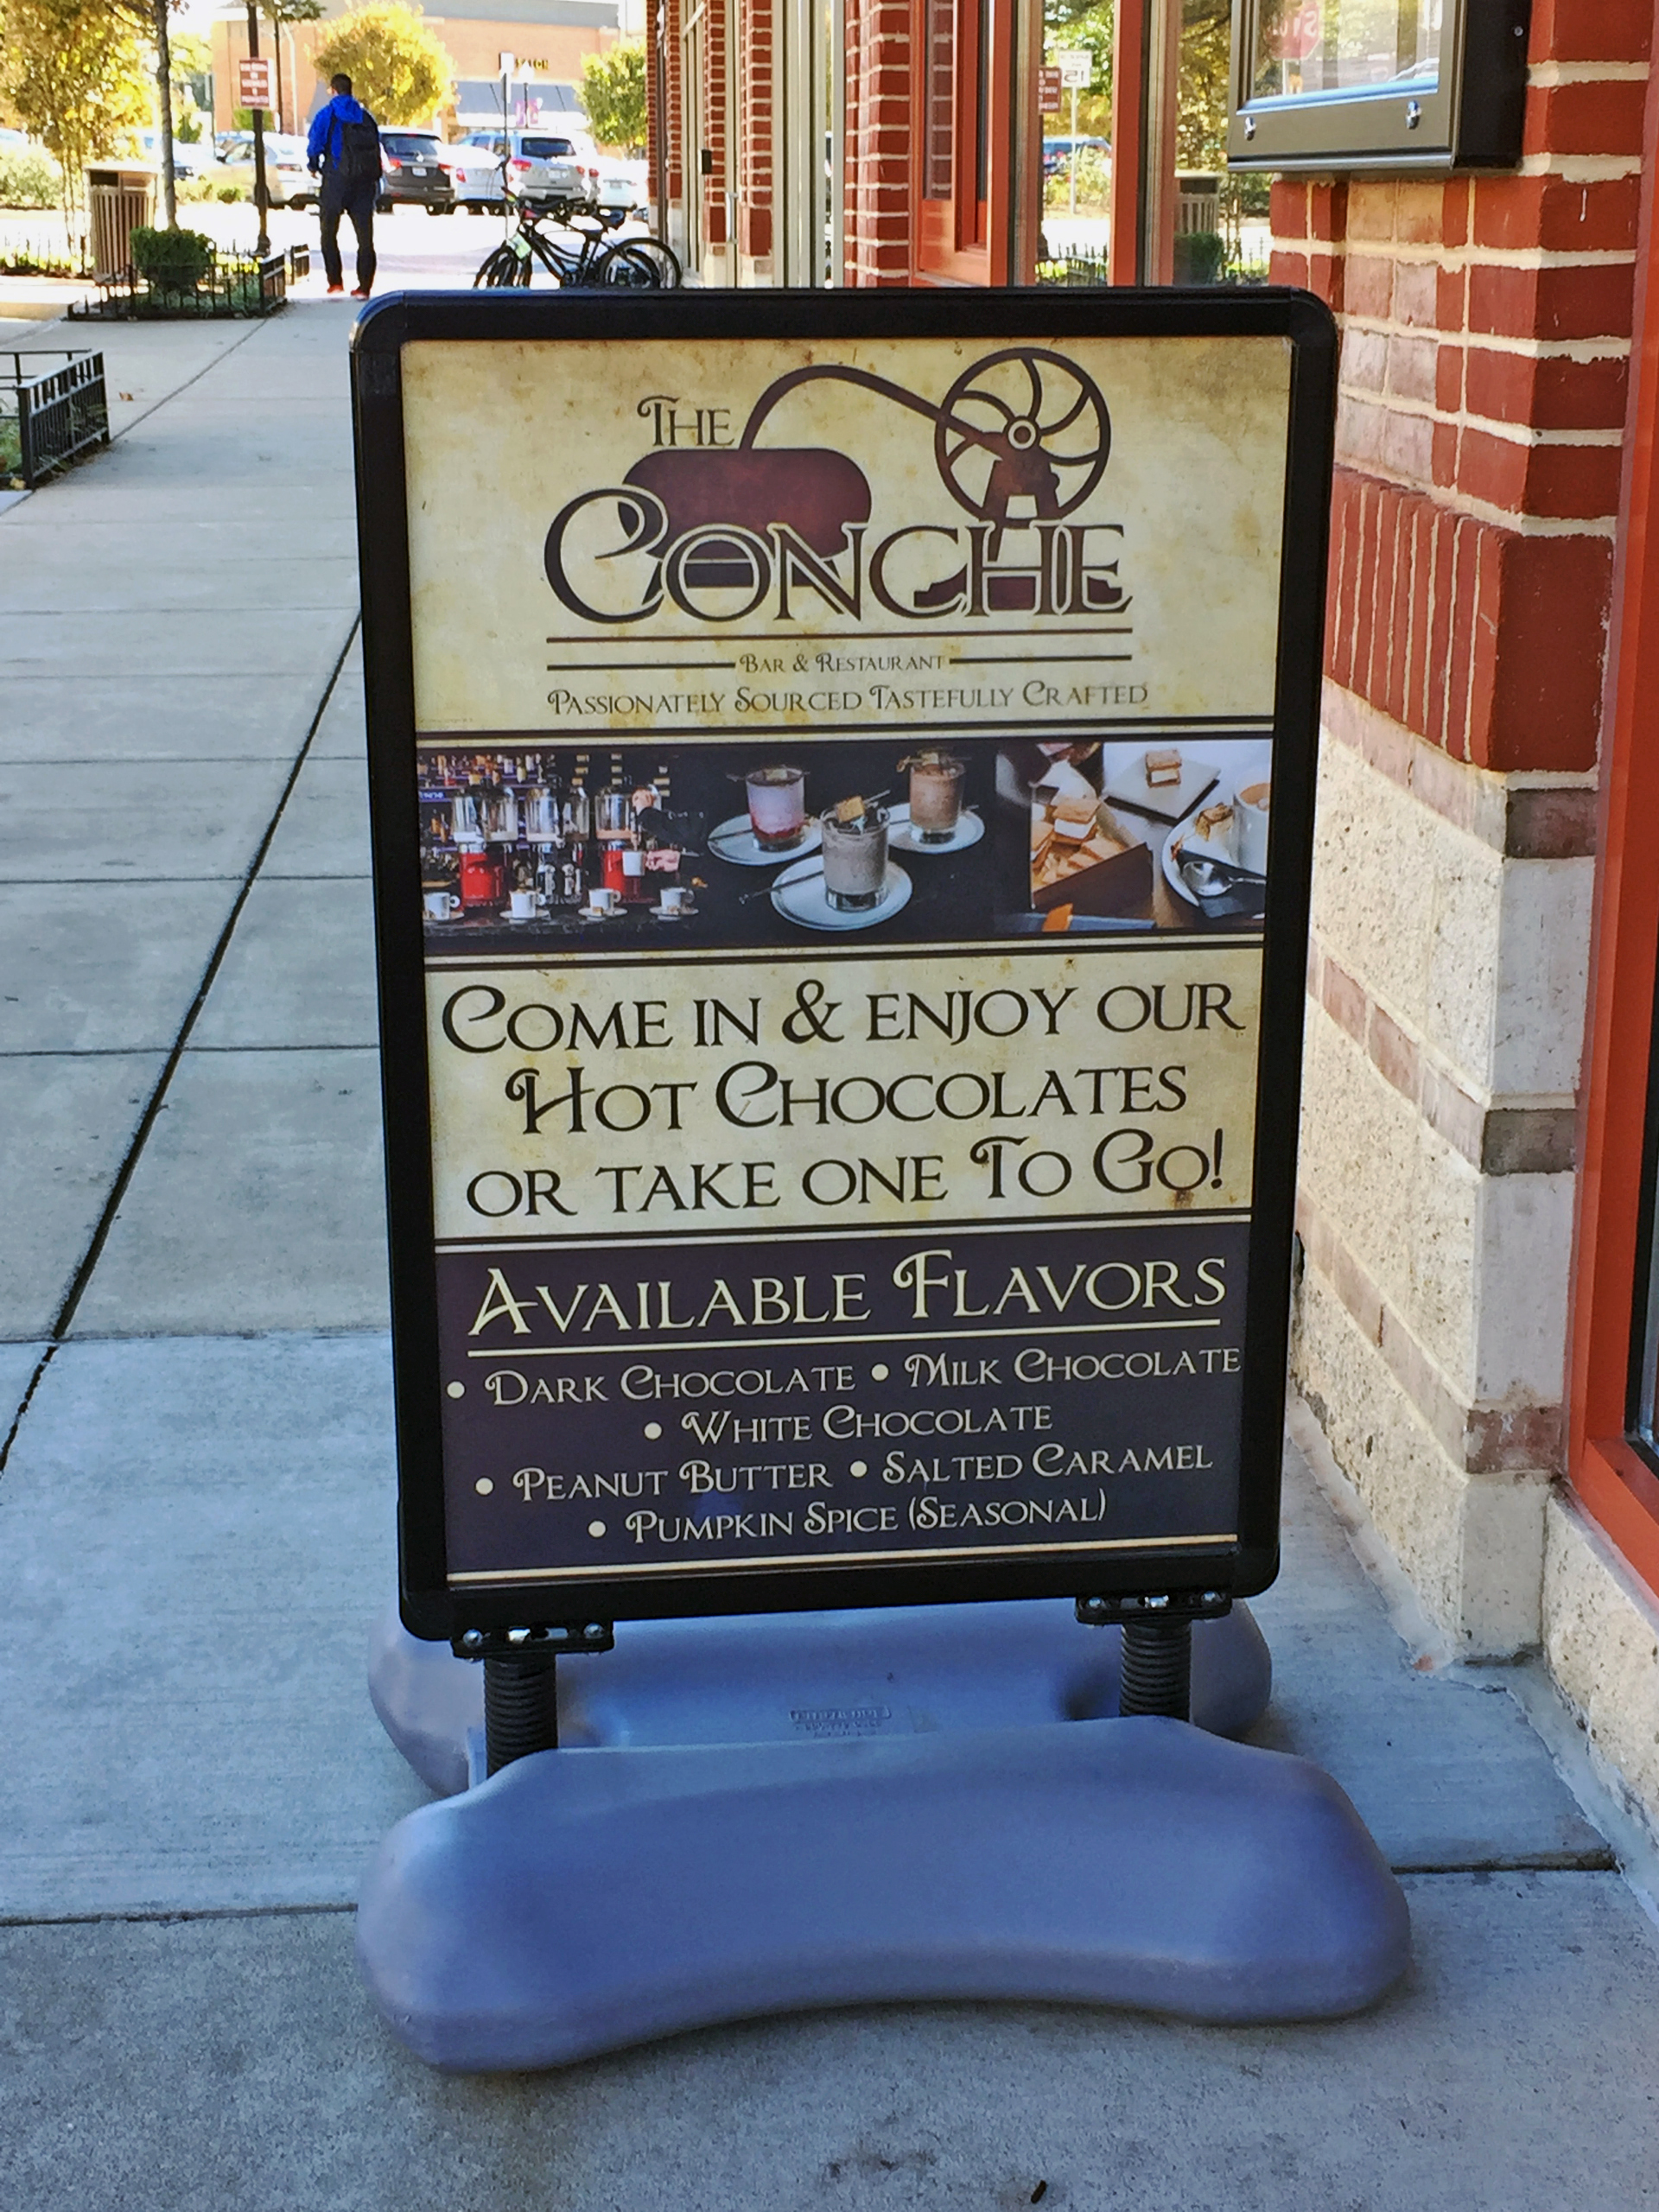 THE
CONCHE
BAR & RESTAURANT
PASSIONATELY SOURCED TASTEFULLY CRAFTED
COME IN & ENJOY OUR
HOT CHOCOLATES
OR TAKE ONE TO GO!
AVAILABLE FLAVORS
• DARK CHOCOLATE • MILK CHOCOLATE
• WHITE CHOCOLATE
• PEANUT BUTTER • SALTED CARAMEL
• PUMPKIN SPICE (SEASONAL)